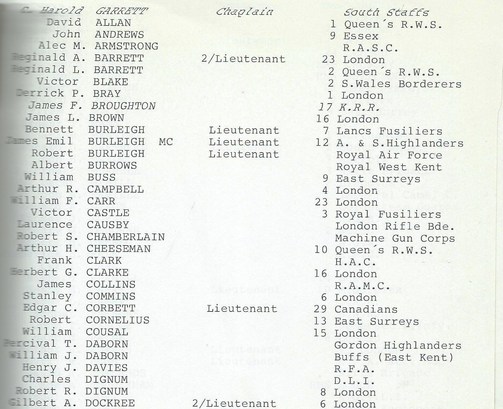 C. Harold GARRETT Chaplain South Staffs
David ALLAN 1 Queen's R.W.S.
John ANDREWS 9 Essex
Alec M. ARMSTRONG R.A.S.C.
Reginald A. BARRETT 2/Lieutenant 23 London
Reginald L. BARRETT 2 Queen's R.W.S.
Victor BLAKE 2 S.Wales Borderers
Derrick P. BRAY 1 London
James F. BROUGHTON 17 K.R.R.
James L. BROWN 16 London
Bennett BURLEIGH Lieutenant 7 Lancs Fusiliers
James Emil BURLEIGH MC Lieutenant 12 A. & S.Highlanders
Robert BURLEIGH Lieutenant Royal Air Force
Albert BURROWS Royal West Kent
William BUSS 9 East Surreys
Arthur R. CAMPBELL 4 London
William F. CARR 23 London
Victor CASTLE 3 Royal Fusiliers
Laurence CAUSBY London Rifle Bde.
Robert S. CHAMBERLAIN Machine Gun Corps
Arthur H. CHEESEMAN 10 Queen's R.W.S.
Frank CLARK H.A.C.
Herbert G. CLARKE 16 London
James COLLINS R.A.M.C.
Stanley COMMINS 6 London
Edgar C. CORBETT Lieutenant 29 Canadians
Robert CORNELIUS 13 East Surreys
William COUSAL 15 London
Percival T. DABORN Gordon Highlanders
William J. DABORN Buffs (East Kent)
Henry J. DAVIES R.F.A.
Charles DIGNUM D.L.I.
Robert R. DIGNUM 8 London
Gilbert A. DOCKREE 2/Lieutenant 6 London